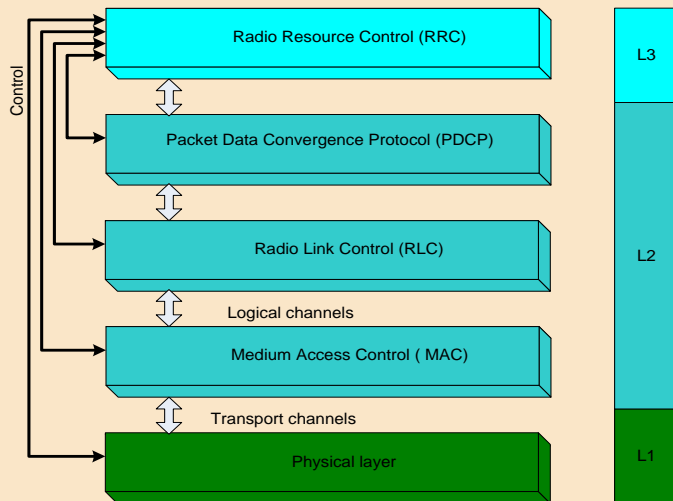 Control
Radio Resource Control (RRC)
L3
Packet Data Convergence Protocol (PDCP)
Radio Link Control (RLC)
L2
Logical channels
Medium Access Control ( MAC)
Transport channels
Physical layer
L1